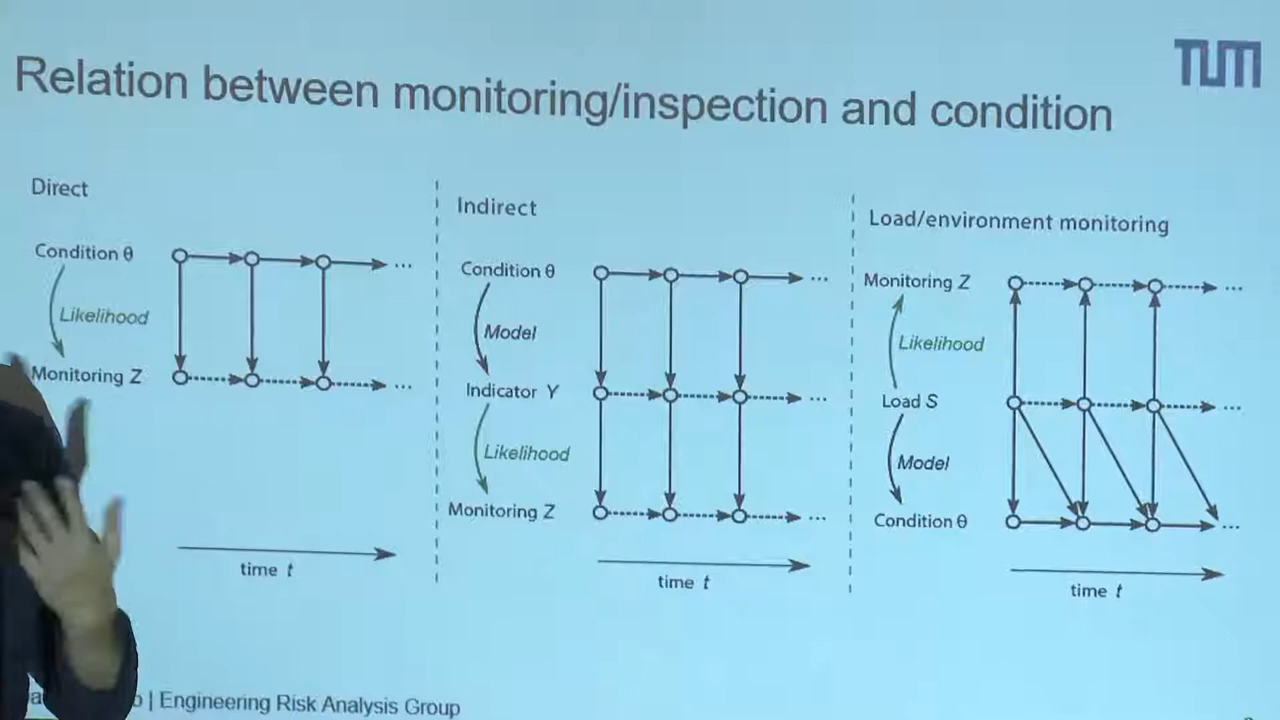 TUM
Relation between monitoring/inspection and condition
Direct
Condition θ
Likelihood
Monitoring Z
...
...
time t
Indirect
Condition θ
Model
Indicator Y
Likelihood
Monitoring Z
...
...
...
time t
Load/environment monitoring
Monitoring Z
Likelihood
Load S
Model
Condition θ
...
...
...
time t
| Engineering Risk Analysis Group